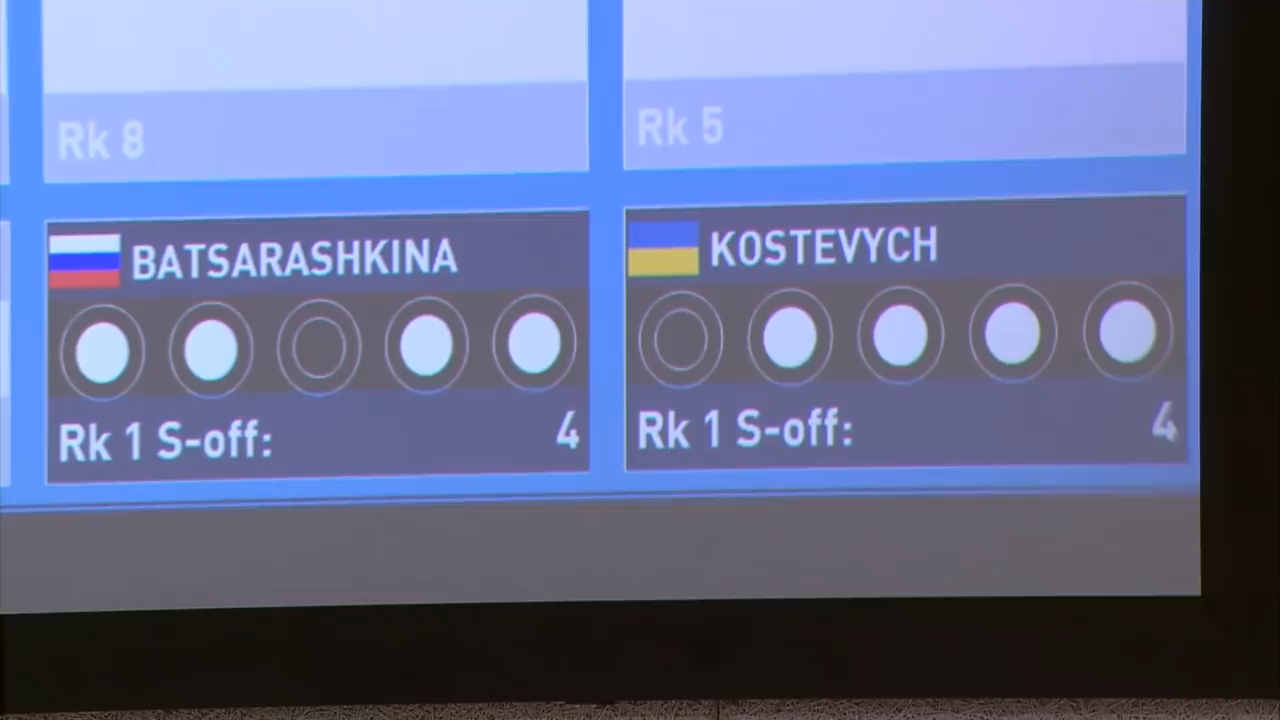 Rk 8
Rk 5
BATSARASHKINA
Rk 1 S-off: 4
KOSTEVYCH
Rk 1 S-off: 4